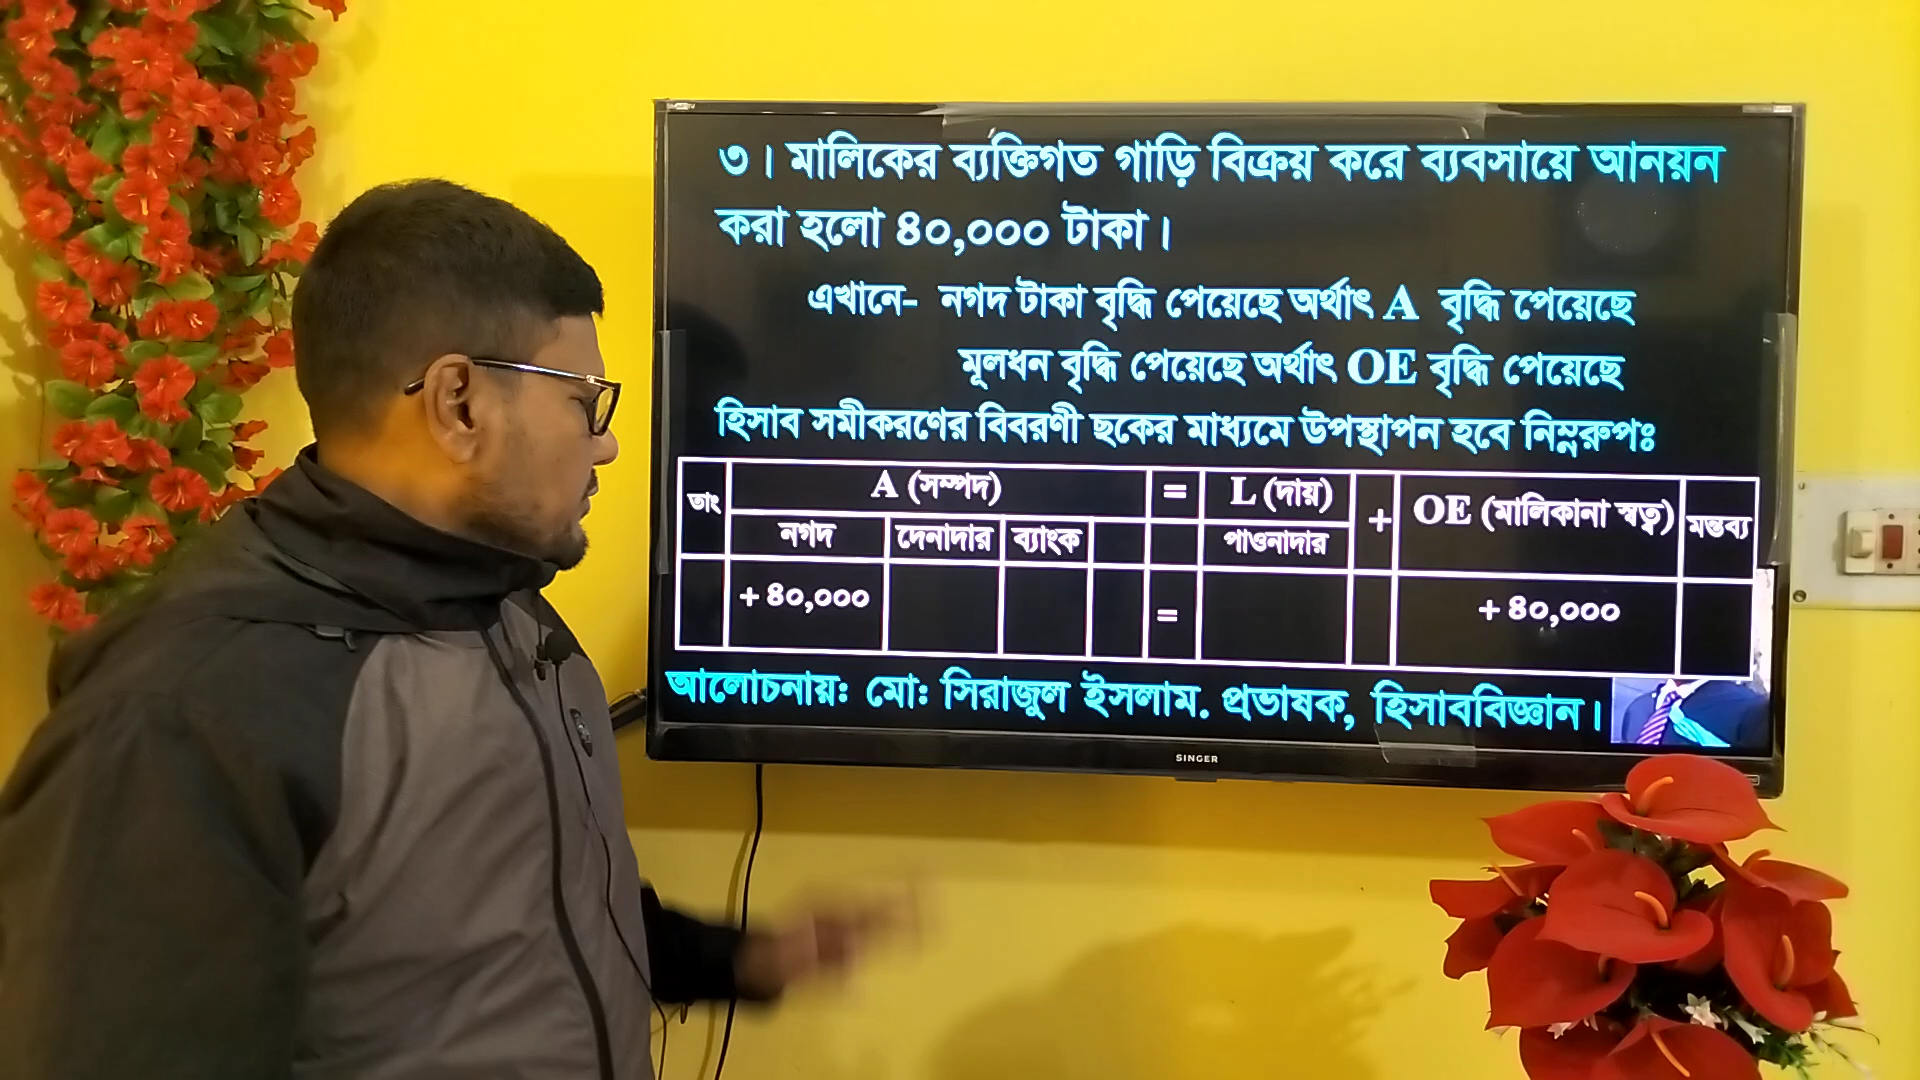 ৩। মালিকের ব্যক্তিগত গাড়ি বিক্রয় করে ব্যবসায়ে আনয়ন
করা হলো ৪০,০০০ টাকা।
এখানে- নগদ টাকা বৃদ্ধি পেয়েছে অর্থাৎ A বৃদ্ধি পেয়েছে
মূলধন বৃদ্ধি পেয়েছে অর্থাৎ OE বৃদ্ধি পেয়েছে
হিসাব সমীকরণের বিবরণী ছকের মাধ্যমে উপস্থাপন হবে নিম্নরুপঃ
তাং A (সম্পদ) = L (দায়) + OE (মালিকানা স্বত্ব) মন্তব্য
নগদ দেনাদার ব্যাংক পাওনাদার
+ ৪০,০০০ = + ৪০,০০০
আলোচনায়ঃ মোঃ সিরাজুল ইসলাম. প্রভাষক, হিসাববিজ্ঞান।
SINGER